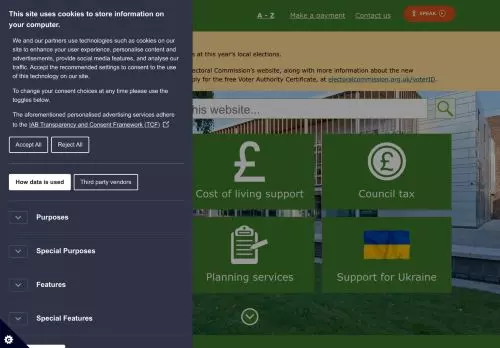 This site uses cookies to store information on
your computer.
We and our partners use technologies such as cookies on our
site to enhance your user experience, personalise content and
advertisements, provide social media features, and analyse our
traffic. Accept the recommended settings to consent to the use
of this technology on our site.
To change your consent choices at any time please use the
toggles below.
The aforementioned personalised advertising services adhere
to the IAB Transparency and Consent Framework (TCF)
Accept All Reject All
How data is used Third party vendors
Purposes
Special Purposes
Features
Special Features
A - Z Make a payment Contact us SPEAK
s at this year's local elections.
ectoral Commission's website, along with more information about the new
ply for the free Voter Authority Certificate, at electoralcommission.org.uk/voterID.
his website...
Cost of living support Council tax
Planning services Support for Ukraine